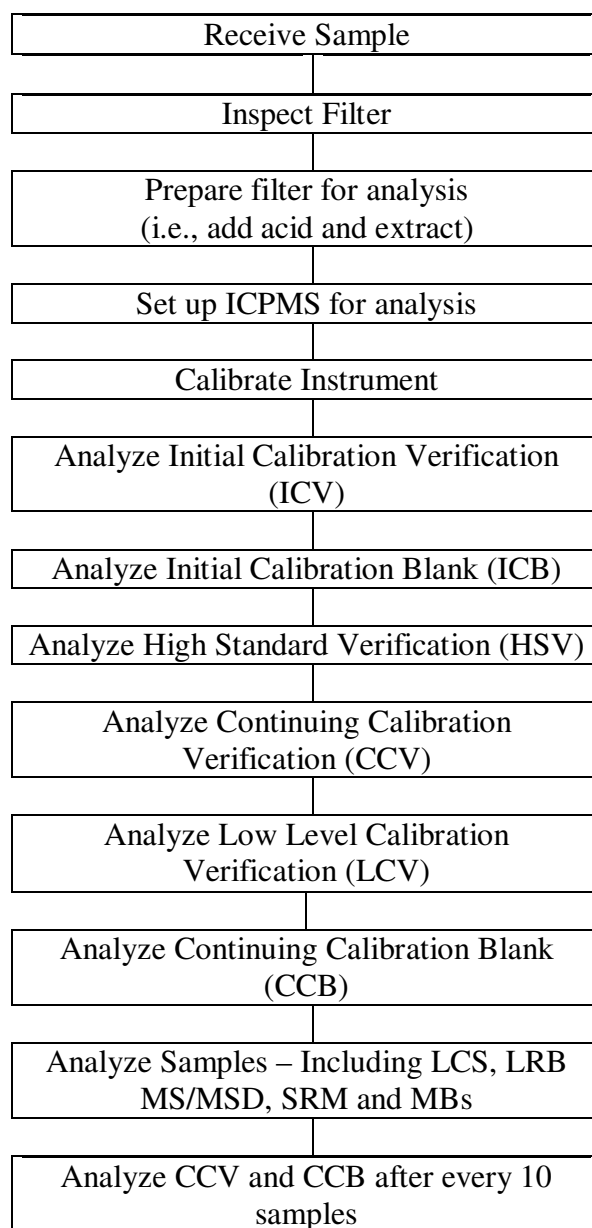 Receive Sample
Inspect Filter
Prepare filter for analysis
(i.e., add acid and extract)
Set up ICPMS for analysis
Calibrate Instrument
Analyze Initial Calibration Verification
(ICV)
Analyze Initial Calibration Blank (ICB)
Analyze High Standard Verification (HSV)
Analyze Continuing Calibration
Verification (CCV)
Analyze Low Level Calibration
Verification (LCV)
Analyze Continuing Calibration Blank
(CCB)
Analyze Samples – Including LCS, LRB
MS/MSD, SRM and MBs
Analyze CCV and CCB after every 10
samples